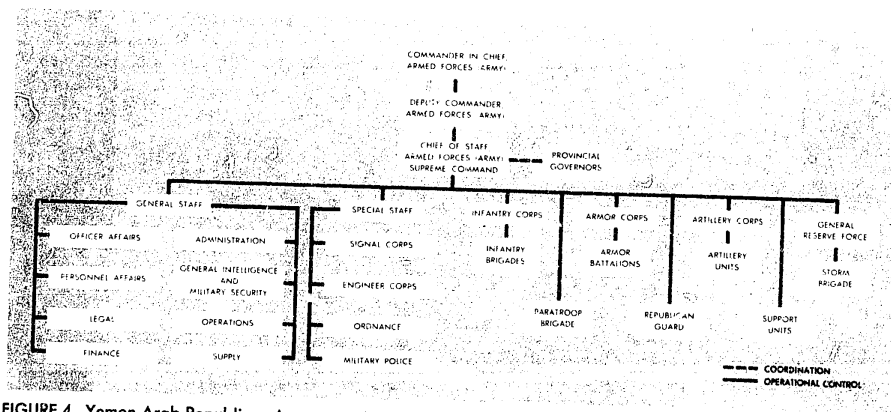 COMMANDER IN CHIEF,
ARMED FORCES (ARMY)
DEPUTY COMMANDER,
ARMED FORCES (ARMY)
CHIEF OF STAFF
ARMED FORCES (ARMY)
SUPREME COMMAND
PROVINCIAL
GOVERNORS
GENERAL STAFF
OFFICER AFFAIRS
PERSONNEL AFFAIRS
LEGAL
FINANCE
ADMINISTRATION
GENERAL INTELLIGENCE
AND
MILITARY SECURITY
OPERATIONS
SUPPLY
SPECIAL STAFF
SIGNAL CORPS
ENGINEER CORPS
ORDNANCE
MILITARY POLICE
INFANTRY CORPS
INFANTRY
BRIGADES
PARATROOP
BRIGADE
ARMOR CORPS
ARMOR
BATTALIONS
REPUBLICAN
GUARD
ARTILLERY CORPS
ARTILLERY
UNITS
SUPPORT
UNITS
GENERAL
RESERVE FORCE
STORM
BRIGADE
COORDINATION
OPERATIONAL CONTROL
FIGURE 4. Yemen Arab Republic